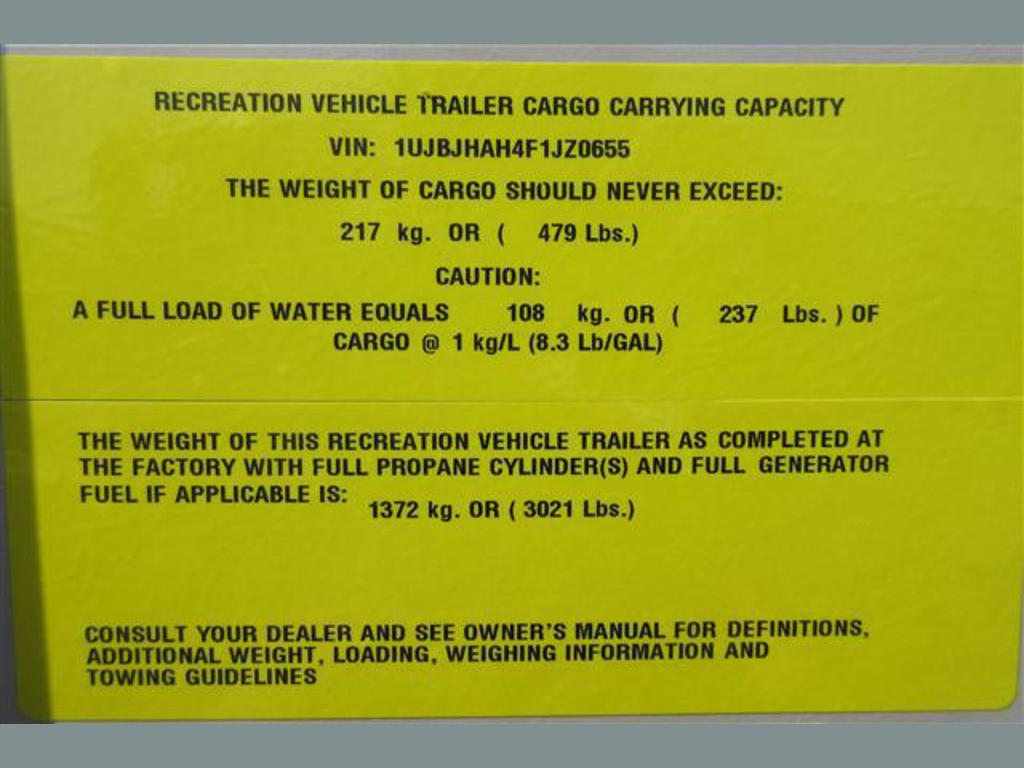 RECREATION VEHICLE TRAILER CARGO CARRYING CAPACITY
VIN: 1UJBJHAH4F1JZ0655
THE WEIGHT OF CARGO SHOULD NEVER EXCEED:
217 kg. OR ( 479 Lbs.)
CAUTION:
A FULL LOAD OF WATER EQUALS 108 kg. OR ( 237 Lbs. ) OF
CARGO @ 1 kg/L (8.3 Lb/GAL)
THE WEIGHT OF THIS RECREATION VEHICLE TRAILER AS COMPLETED AT
THE FACTORY WITH FULL PROPANE CYLINDER(S) AND FULL GENERATOR
FUEL IF APPLICABLE IS:
1372 kg. OR ( 3021 Lbs.)
CONSULT YOUR DEALER AND SEE OWNER'S MANUAL FOR DEFINITIONS,
ADDITIONAL WEIGHT, LOADING, WEIGHING INFORMATION AND
TOWING GUIDELINES